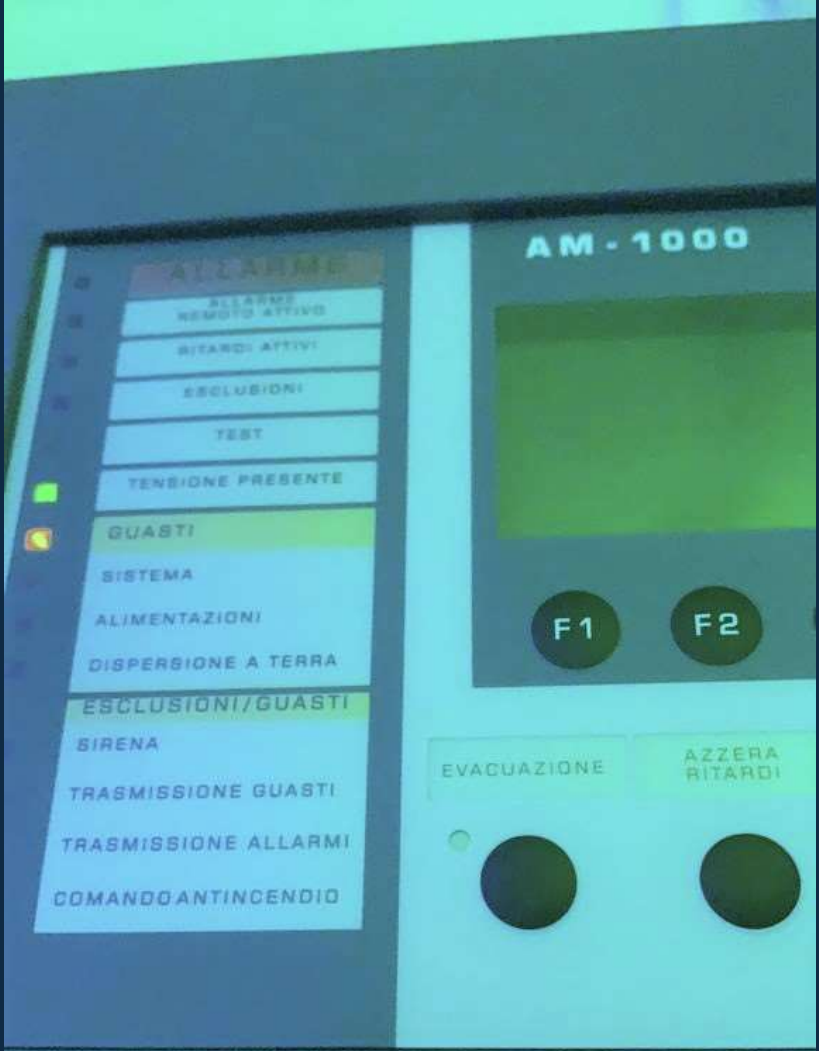 AM-1000
ALLARME
ALLARME
REMOTO ATTIVO
RITARDI ATTIVI
ESCLUSIONI
TEST
TENSIONE PRESENTE
GUASTI
SISTEMA
ALIMENTAZIONI
DISPERSIONE A TERRA
ESCLUSIONI/GUASTI
SIRENA
TRASMISSIONE GUASTI
TRASMISSIONE ALLARMI
COMANDO ANTINCENDIO
F1
F2
EVACUAZIONE
AZZERA
RITARDI